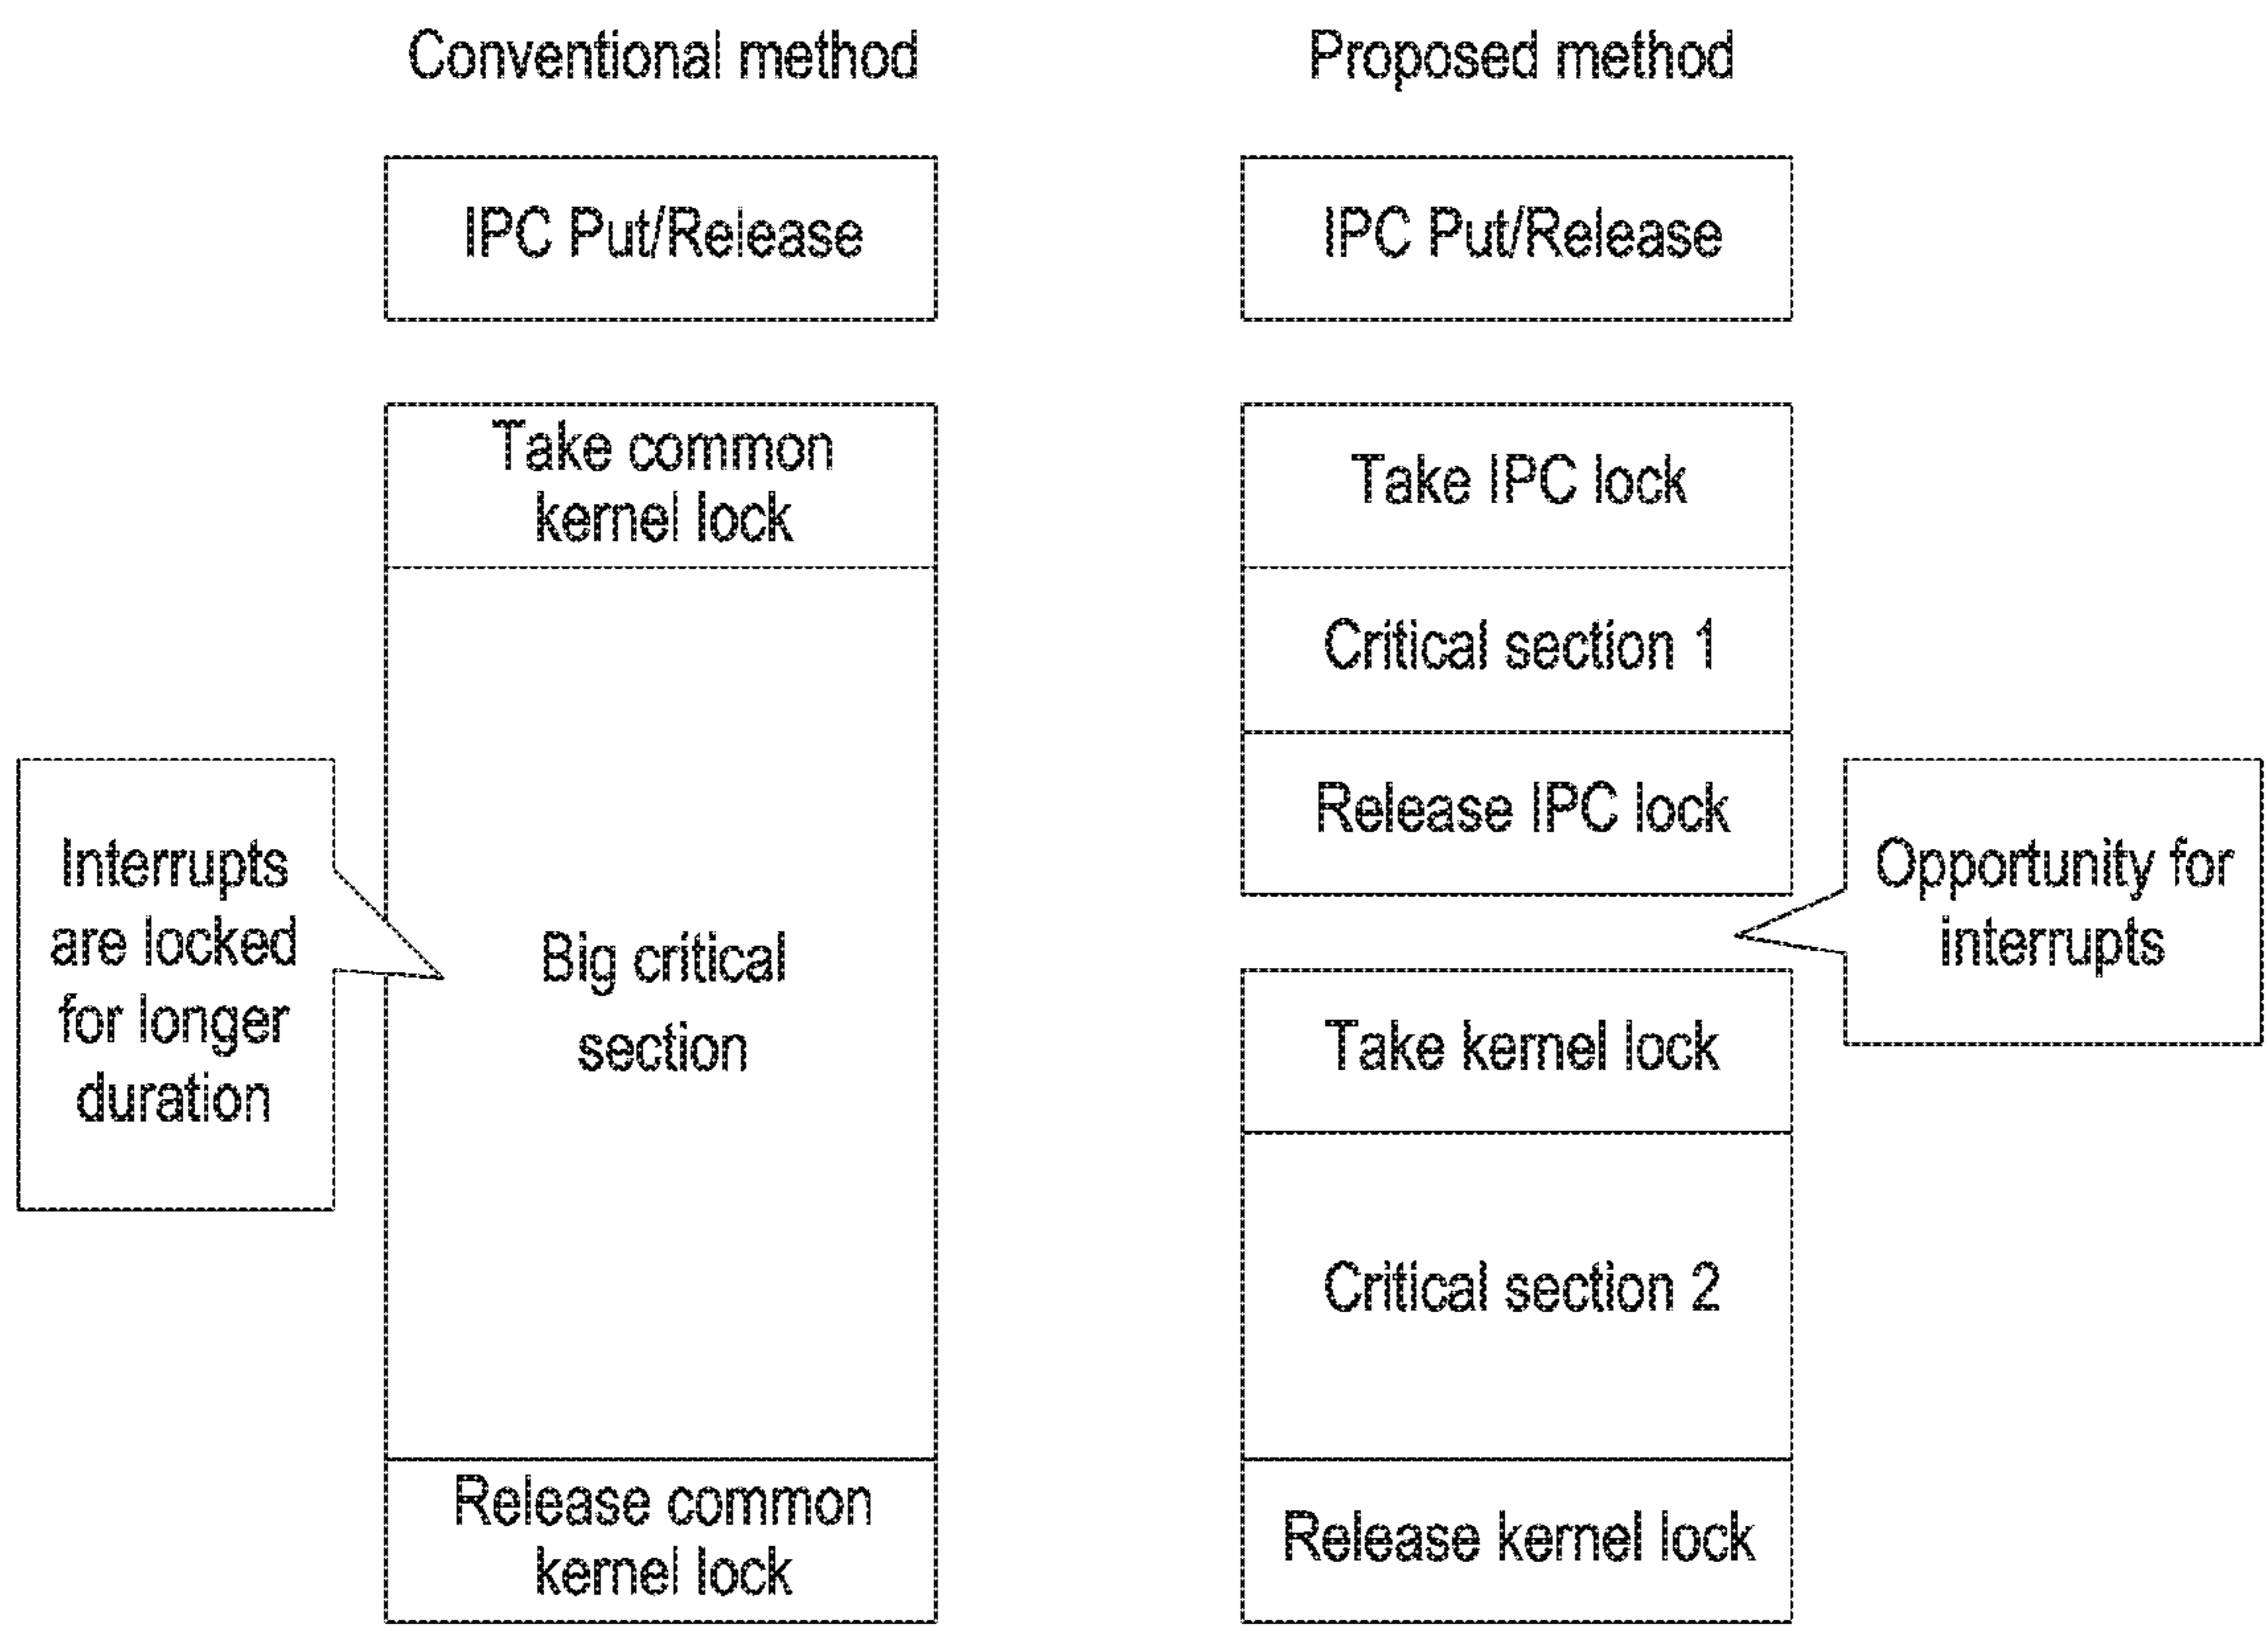 Conventional method
IPC Put/Release
Take common
kernel lock
Interrupts
are locked
for longer
duration
Big critical
section
Release common
kernel lock
Proposed method
IPC Put/Release
Take IPC lock
Critical section 1
Release IPC lock
Opportunity for
interrupts
Take kernel lock
Critical section 2
Release kernel lock